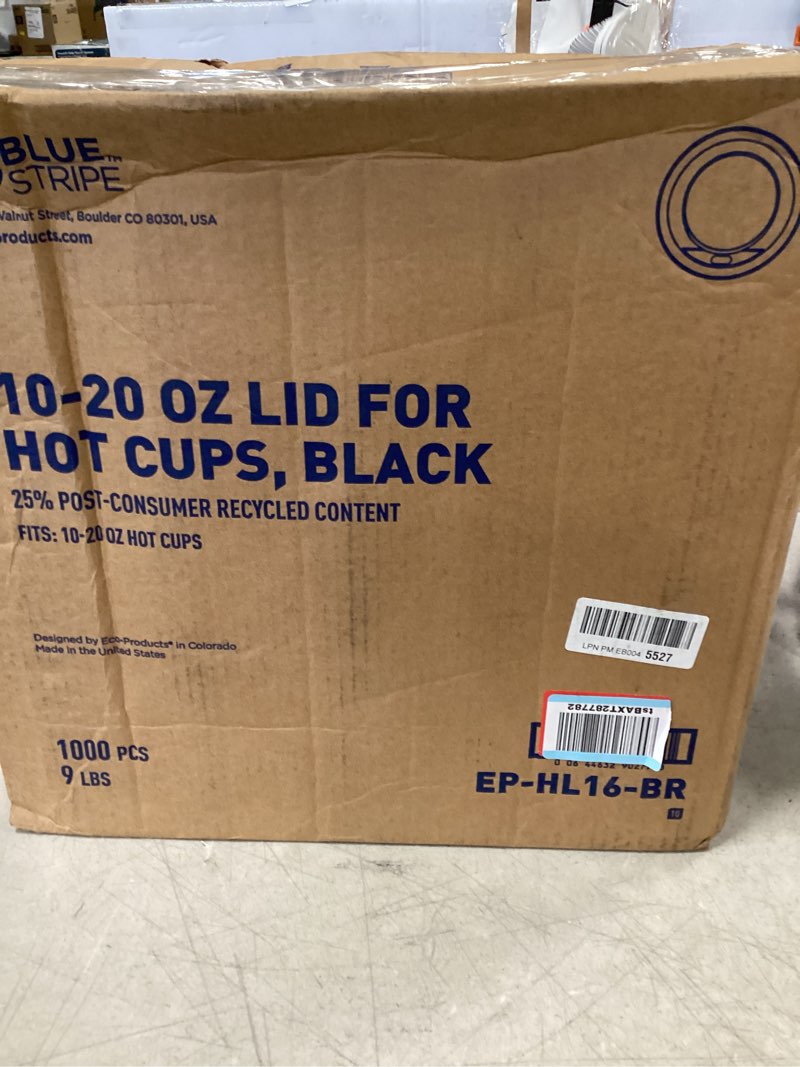 BLUE™
STRIPE
Walnut Street, Boulder CO 80301, USA
products.com
10-20 OZ LID FOR
HOT CUPS, BLACK
25% POST-CONSUMER RECYCLED CONTENT
FITS: 10-20 OZ HOT CUPS
LPN PM EB004 5527
Designed by Eco-Products® in Colorado
Made in the United States
tsBAXT287782
1000 PCS
9 LBS
EP-HL16-BR
10